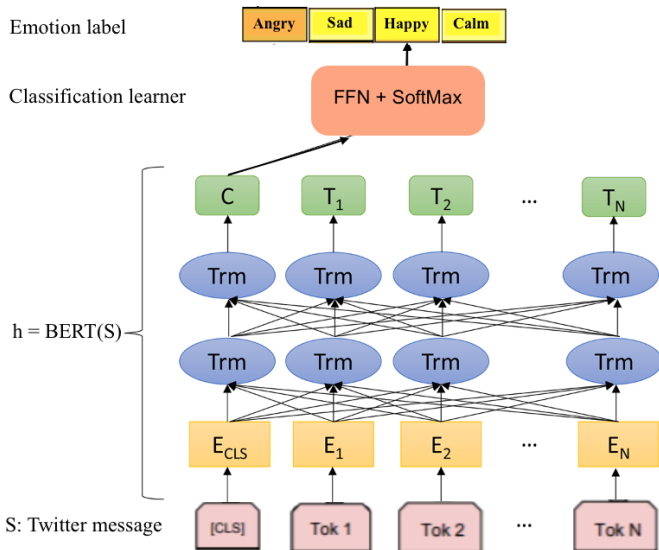 Emotion label
Angry Sad Happy Calm
Classification learner
FFN + SoftMax
C T1 T2 ... TN
Trm Trm Trm Trm
h = BERT(S)
Trm Trm Trm Trm
ECLS E1 E2 ... EN
S: Twitter message
[CLS] Tok 1 Tok 2 ... Tok N